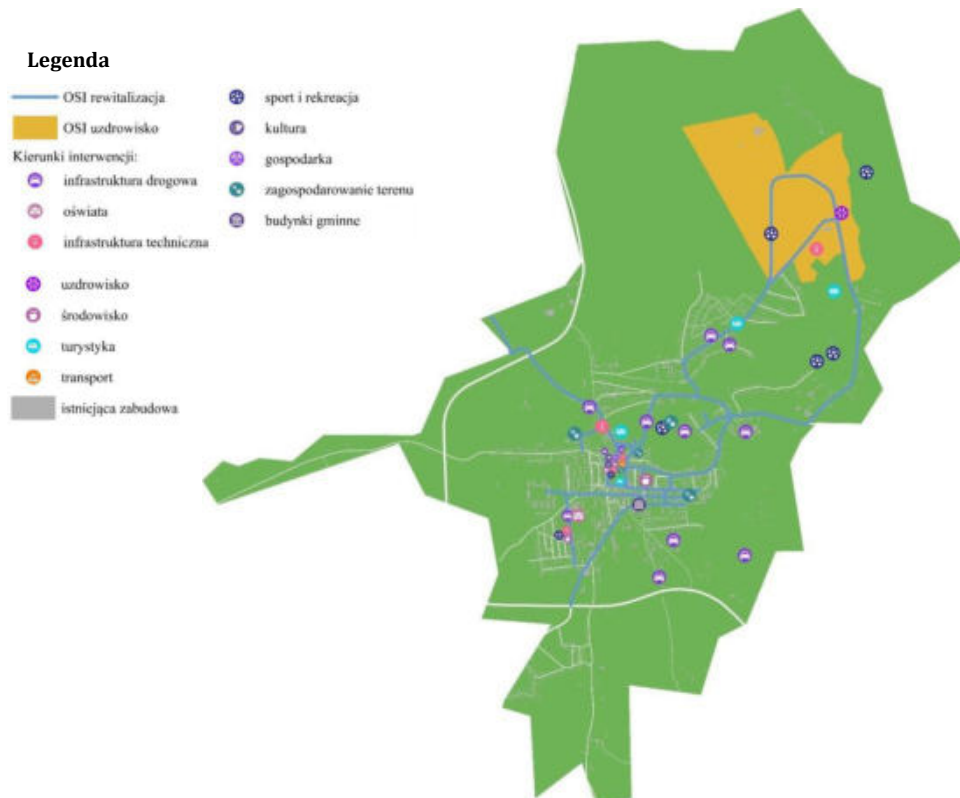 Legenda
OSI rewitalizacja
OSI uzdrowisko
Kierunki interwencji:
infrastruktura drogowa
oświata
infrastruktura techniczna
uzdrowisko
środowisko
turystyka
transport
istniejąca zabudowa
sport i rekreacja
kultura
gospodarka
zagospodarowanie terenu
budynki gminne